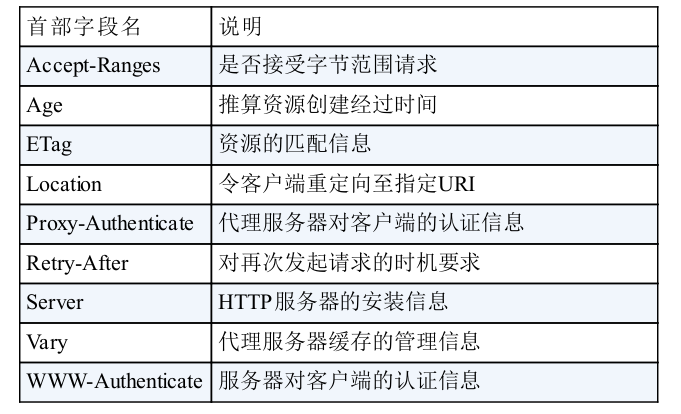 首部字段名 说明
Accept-Ranges 是否接受字节范围请求
Age 推算资源创建经过时间
ETag 资源的匹配信息
Location 令客户端重定向至指定URI
Proxy-Authenticate 代理服务器对客户端的认证信息
Retry-After 对再次发起请求的时机要求
Server HTTP服务器的安装信息
Vary 代理服务器缓存的管理信息
WWW-Authenticate 服务器对客户端的认证信息